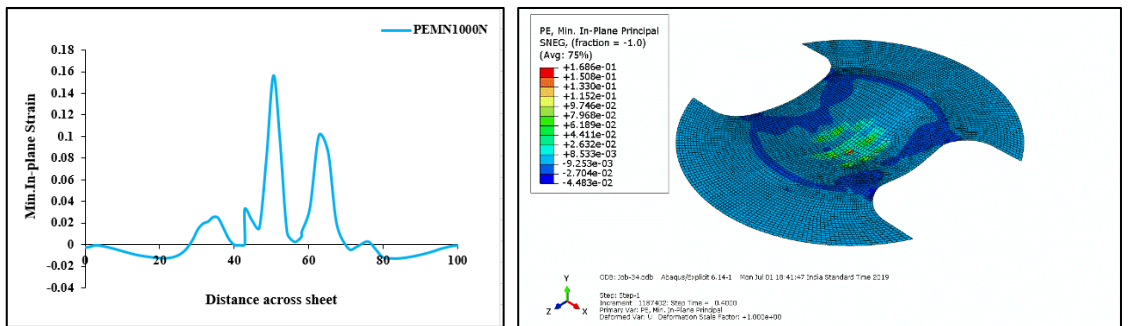 PEMN1000N
0.18
0.16
0.14
0.12
0.1
0.08
0.06
0.04
0.02
0
-0.02
-0.04
0
20
40
60
80
100
Min.In-plane Strain
Distance across sheet
PE, Min. In-Plane Principal
SNEG, (fraction = -1.0)
(Avg: 75%)
+1.686e-01
+1.508e-01
+1.330e-01
+1.152e-01
+9.746e-02
+7.968e-02
+6.189e-02
+4.411e-02
+2.632e-02
+8.533e-03
-9.253e-03
-2.704e-02
-4.483e-02
ODB: Job-34.odb Abaqus/Explicit 6.14-1 Mon Jul 01 18:41:47 India Standard Time 2019
Step: Step-1
Increment 1187402: Step Time = 0.4000
Primary Var: PE, Min. In-Plane Principal
Deformed Var: U Deformation Scale Factor: +1.000e+00
Y
Z
X